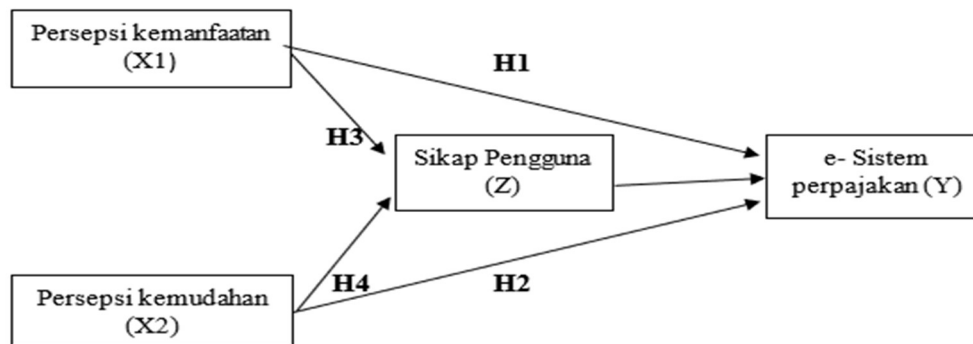 Persepsi kemanfaatan
(X1)
H1
H3
Sikap Pengguna
(Z)
e- Sistem
perpajakan (Y)
H4
H2
Persepsi kemudahan
(X2)